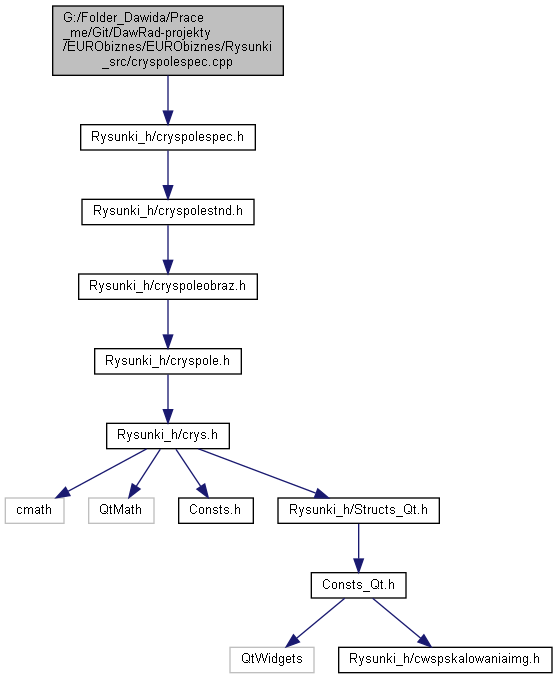 G:/Folder_Dawida/Prace
_me/Git/DawRad-projekty
/EURObiznes/EURObiznes/Rysunki
_src/cryspolespec.cpp
Rysunki_h/cryspolespec.h
Rysunki_h/cryspolestnd.h
Rysunki_h/cryspoleobraz.h
Rysunki_h/cryspole.h
Rysunki_h/crys.h
cmath
QtMath
Consts.h
Rysunki_h/Structs_Qt.h
Consts_Qt.h
QtWidgets
Rysunki_h/cwspskalowaniaimg.h